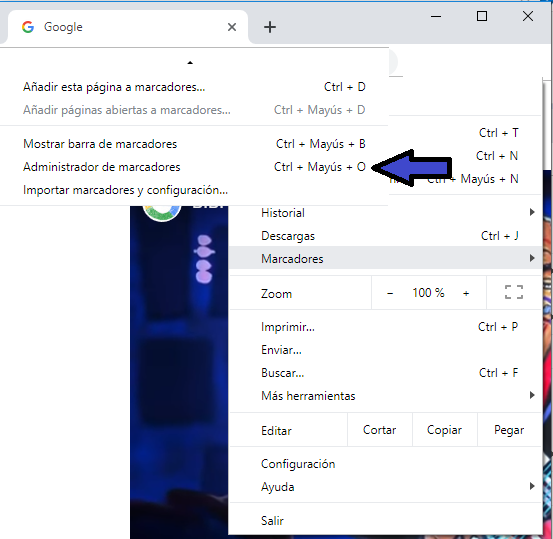 Google
Añadir esta página a marcadores... Ctrl + D
Añadir páginas abiertas a marcadores... Ctrl + Mayús + D
Mostrar barra de marcadores Ctrl + Mayús + B
Administrador de marcadores Ctrl + Mayús + O
Importar marcadores y configuración...
Ctrl + T
Ctrl + N
Ctrl + Mayús + N
Historial
Descargas Ctrl + J
Marcadores
Zoom − 100 % +
Imprimir... Ctrl + P
Enviar...
Buscar... Ctrl + F
Más herramientas
Editar Cortar Copiar Pegar
Configuración
Ayuda
Salir